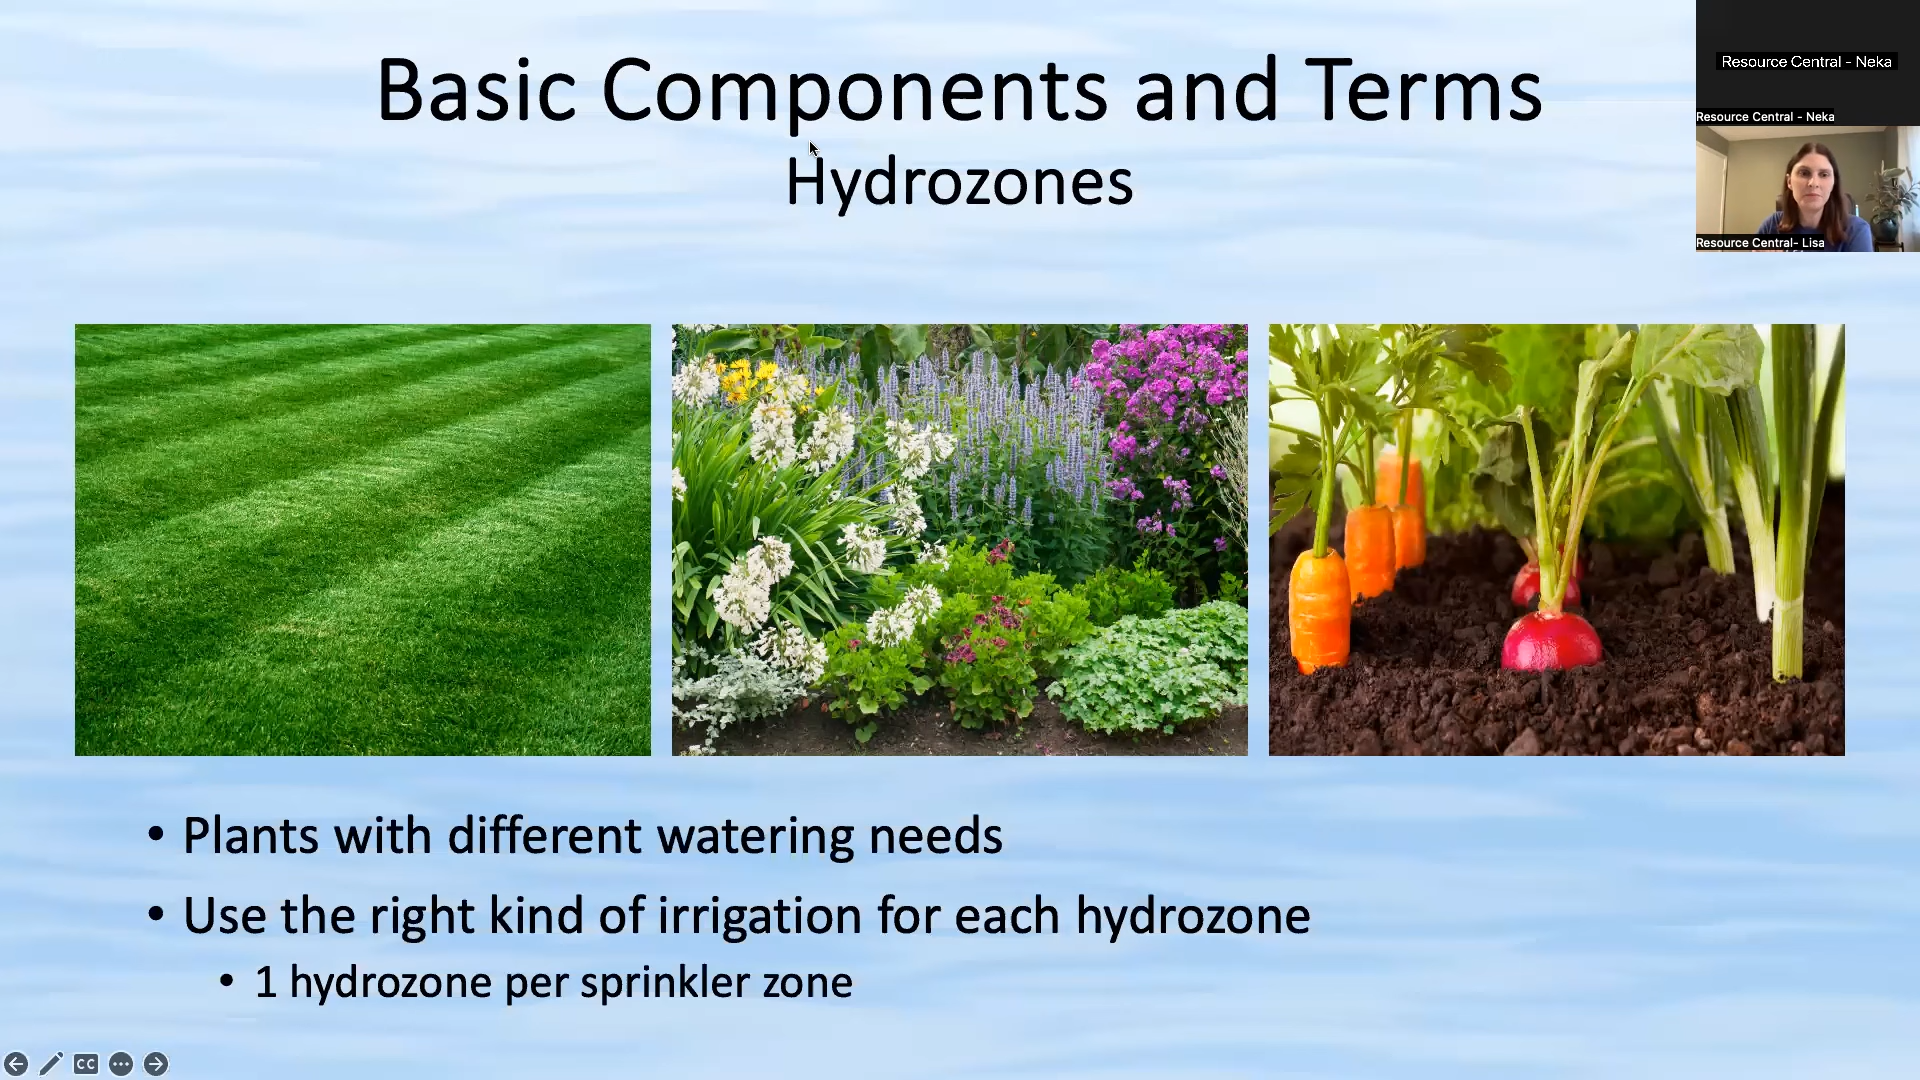 Basic Components and Terms
Hydrozones
Resource Central - Neka
Resource Central - Neka
Resource Central- Lisa
• Plants with different watering needs
• Use the right kind of irrigation for each hydrozone
• 1 hydrozone per sprinkler zone
CC